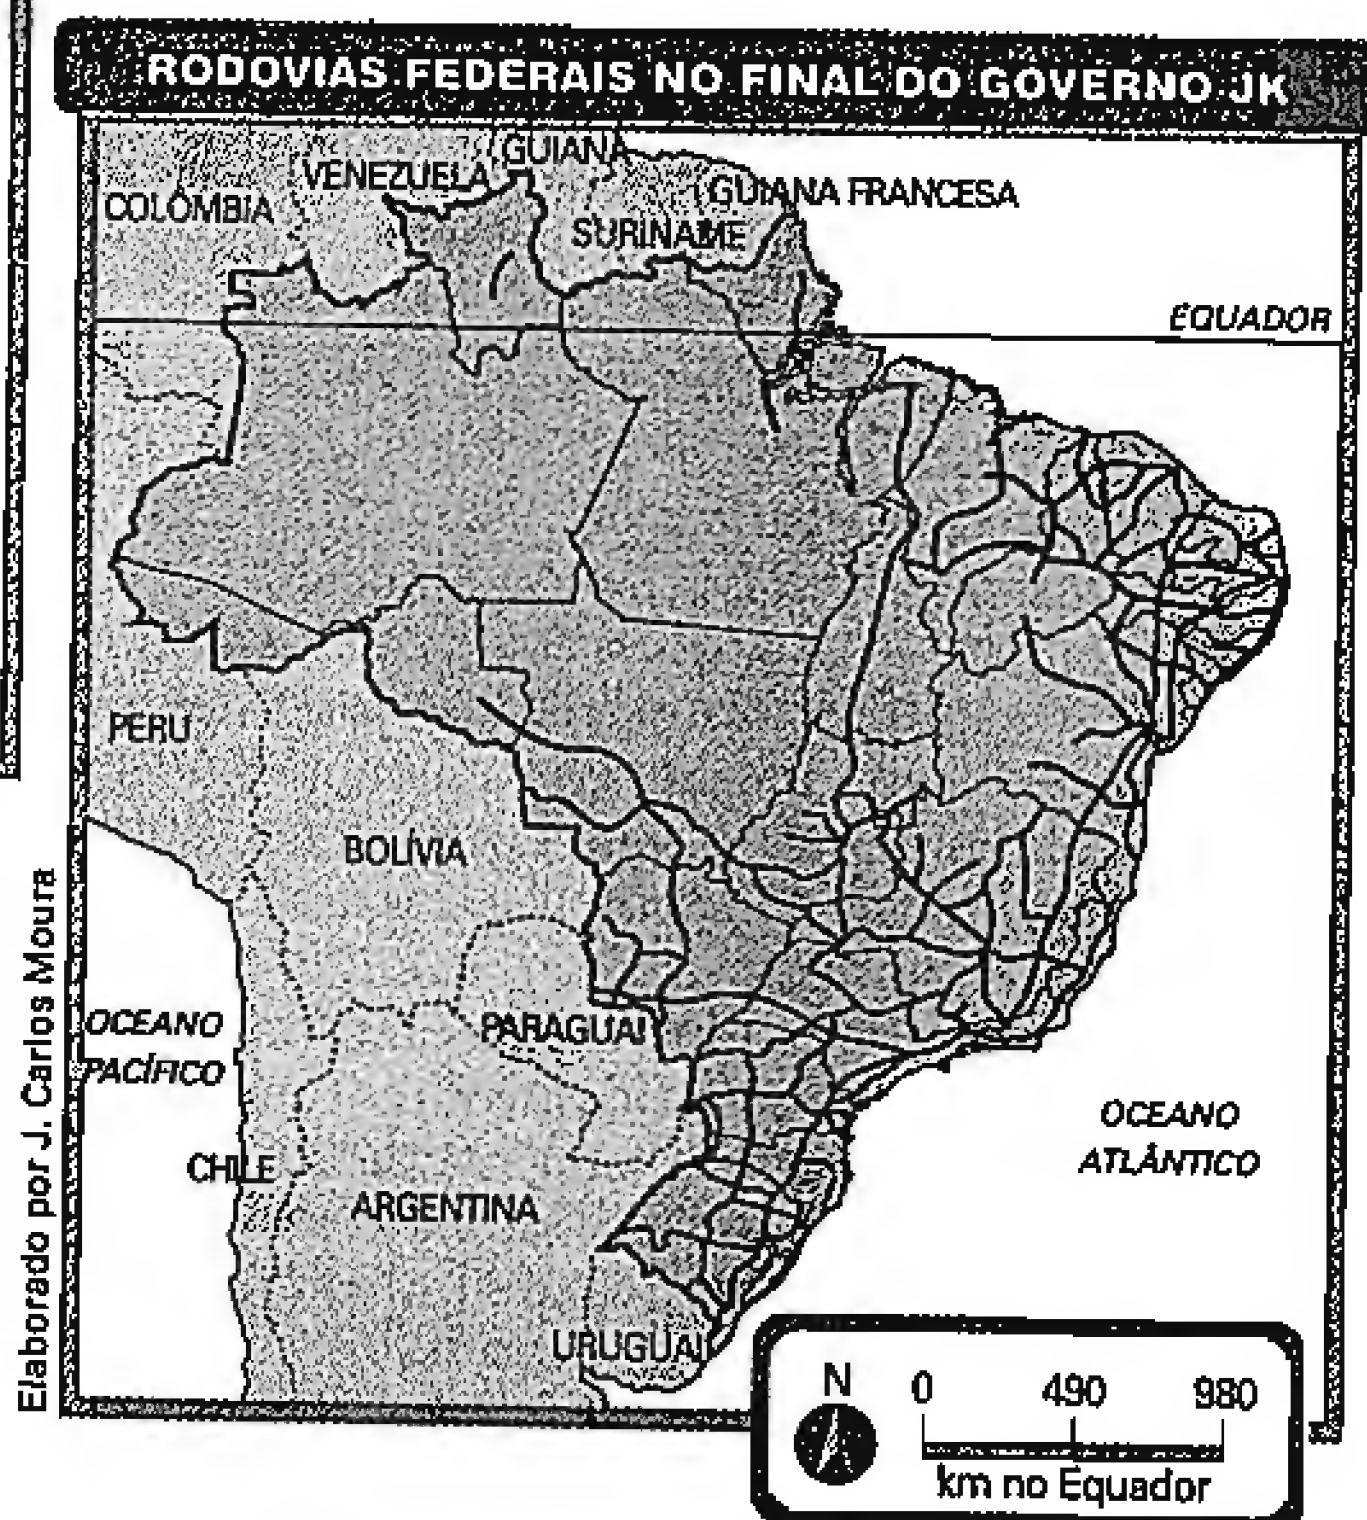 RODOVIAS FEDERAIS NO FINAL DO GOVERNO JK
GUIANA
VENEZUELA
GUIANA FRANCESA
COLÔMBIA
SURINAME
EQUADOR
PERU
BOLÍVIA
OCEANO
PACÍFICO
PARAGUAI
OCEANO
ATLÂNTICO
CHILE
ARGENTINA
URUGUAI
N
0 490 980
km no Equador
Elaborado por J. Carlos Moura